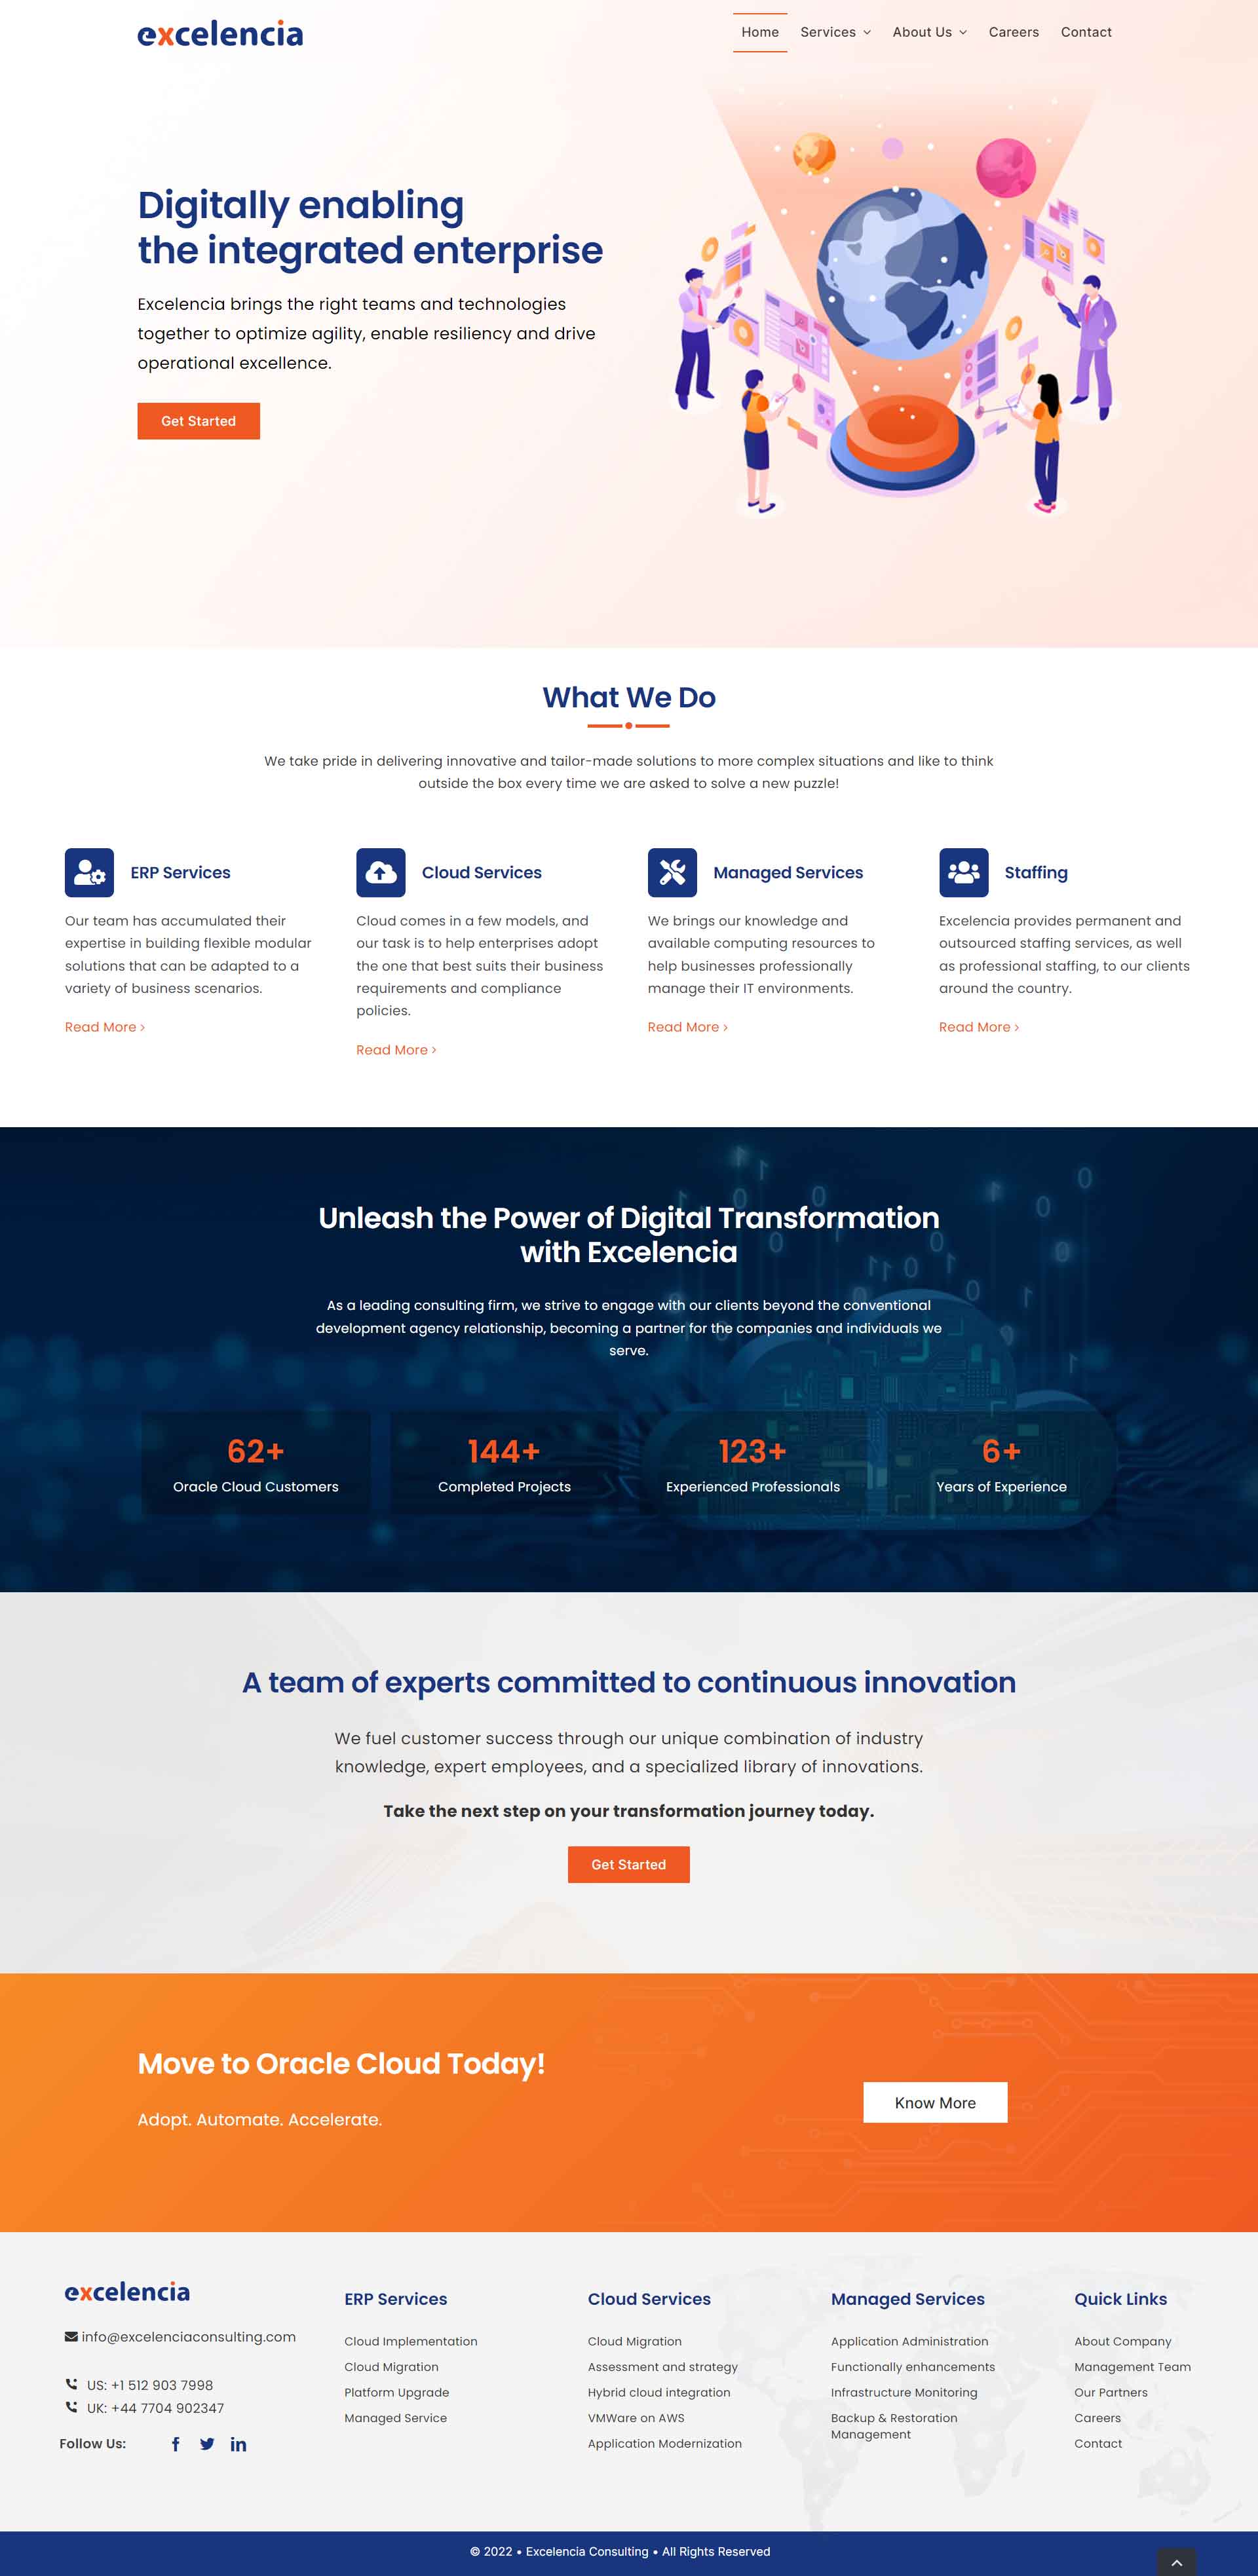 excelencia
Home Services About Us Careers Contact
Digitally enabling
the integrated enterprise
Excelencia brings the right teams and technologies
together to optimize agility, enable resiliency and drive
operational excellence.
Get Started
What We Do
We take pride in delivering innovative and tailor-made solutions to more complex situations and like to think
outside the box every time we are asked to solve a new puzzle!
ERP Services
Our team has accumulated their
expertise in building flexible modular
solutions that can be adapted to a
variety of business scenarios.
Read More >
Cloud Services
Cloud comes in a few models, and
our task is to help enterprises adopt
the one that best suits their business
requirements and compliance
policies.
Read More >
Managed Services
We brings our knowledge and
available computing resources to
help businesses professionally
manage their IT environments.
Read More >
Staffing
Excelencia provides permanent and
outsourced staffing services, as well
as professional staffing, to our clients
around the country.
Read More >
Unleash the Power of Digital Transformation
with Excelencia
As a leading consulting firm, we strive to engage with our clients beyond the conventional
development agency relationship, becoming a partner for the companies and individuals we
serve.
62+
Oracle Cloud Customers
144+
Completed Projects
123+
Experienced Professionals
6+
Years of Experience
A team of experts committed to continuous innovation
We fuel customer success through our unique combination of industry
knowledge, expert employees, and a specialized library of innovations.
Take the next step on your transformation journey today.
Get Started
Move to Oracle Cloud Today!
Adopt. Automate. Accelerate.
Know More
excelencia
info@excelenciaconsulting.com
US: +1 512 903 7998
UK: +44 7704 902347
Follow Us:
ERP Services
Cloud Implementation
Cloud Migration
Platform Upgrade
Managed Service
Cloud Services
Cloud Migration
Assessment and strategy
Hybrid cloud integration
VMWare on AWS
Application Modernization
Managed Services
Application Administration
Functionally enhancements
Infrastructure Monitoring
Backup & Restoration
Management
Quick Links
About Company
Management Team
Our Partners
Careers
Contact
© 2022 • Excelencia Consulting • All Rights Reserved